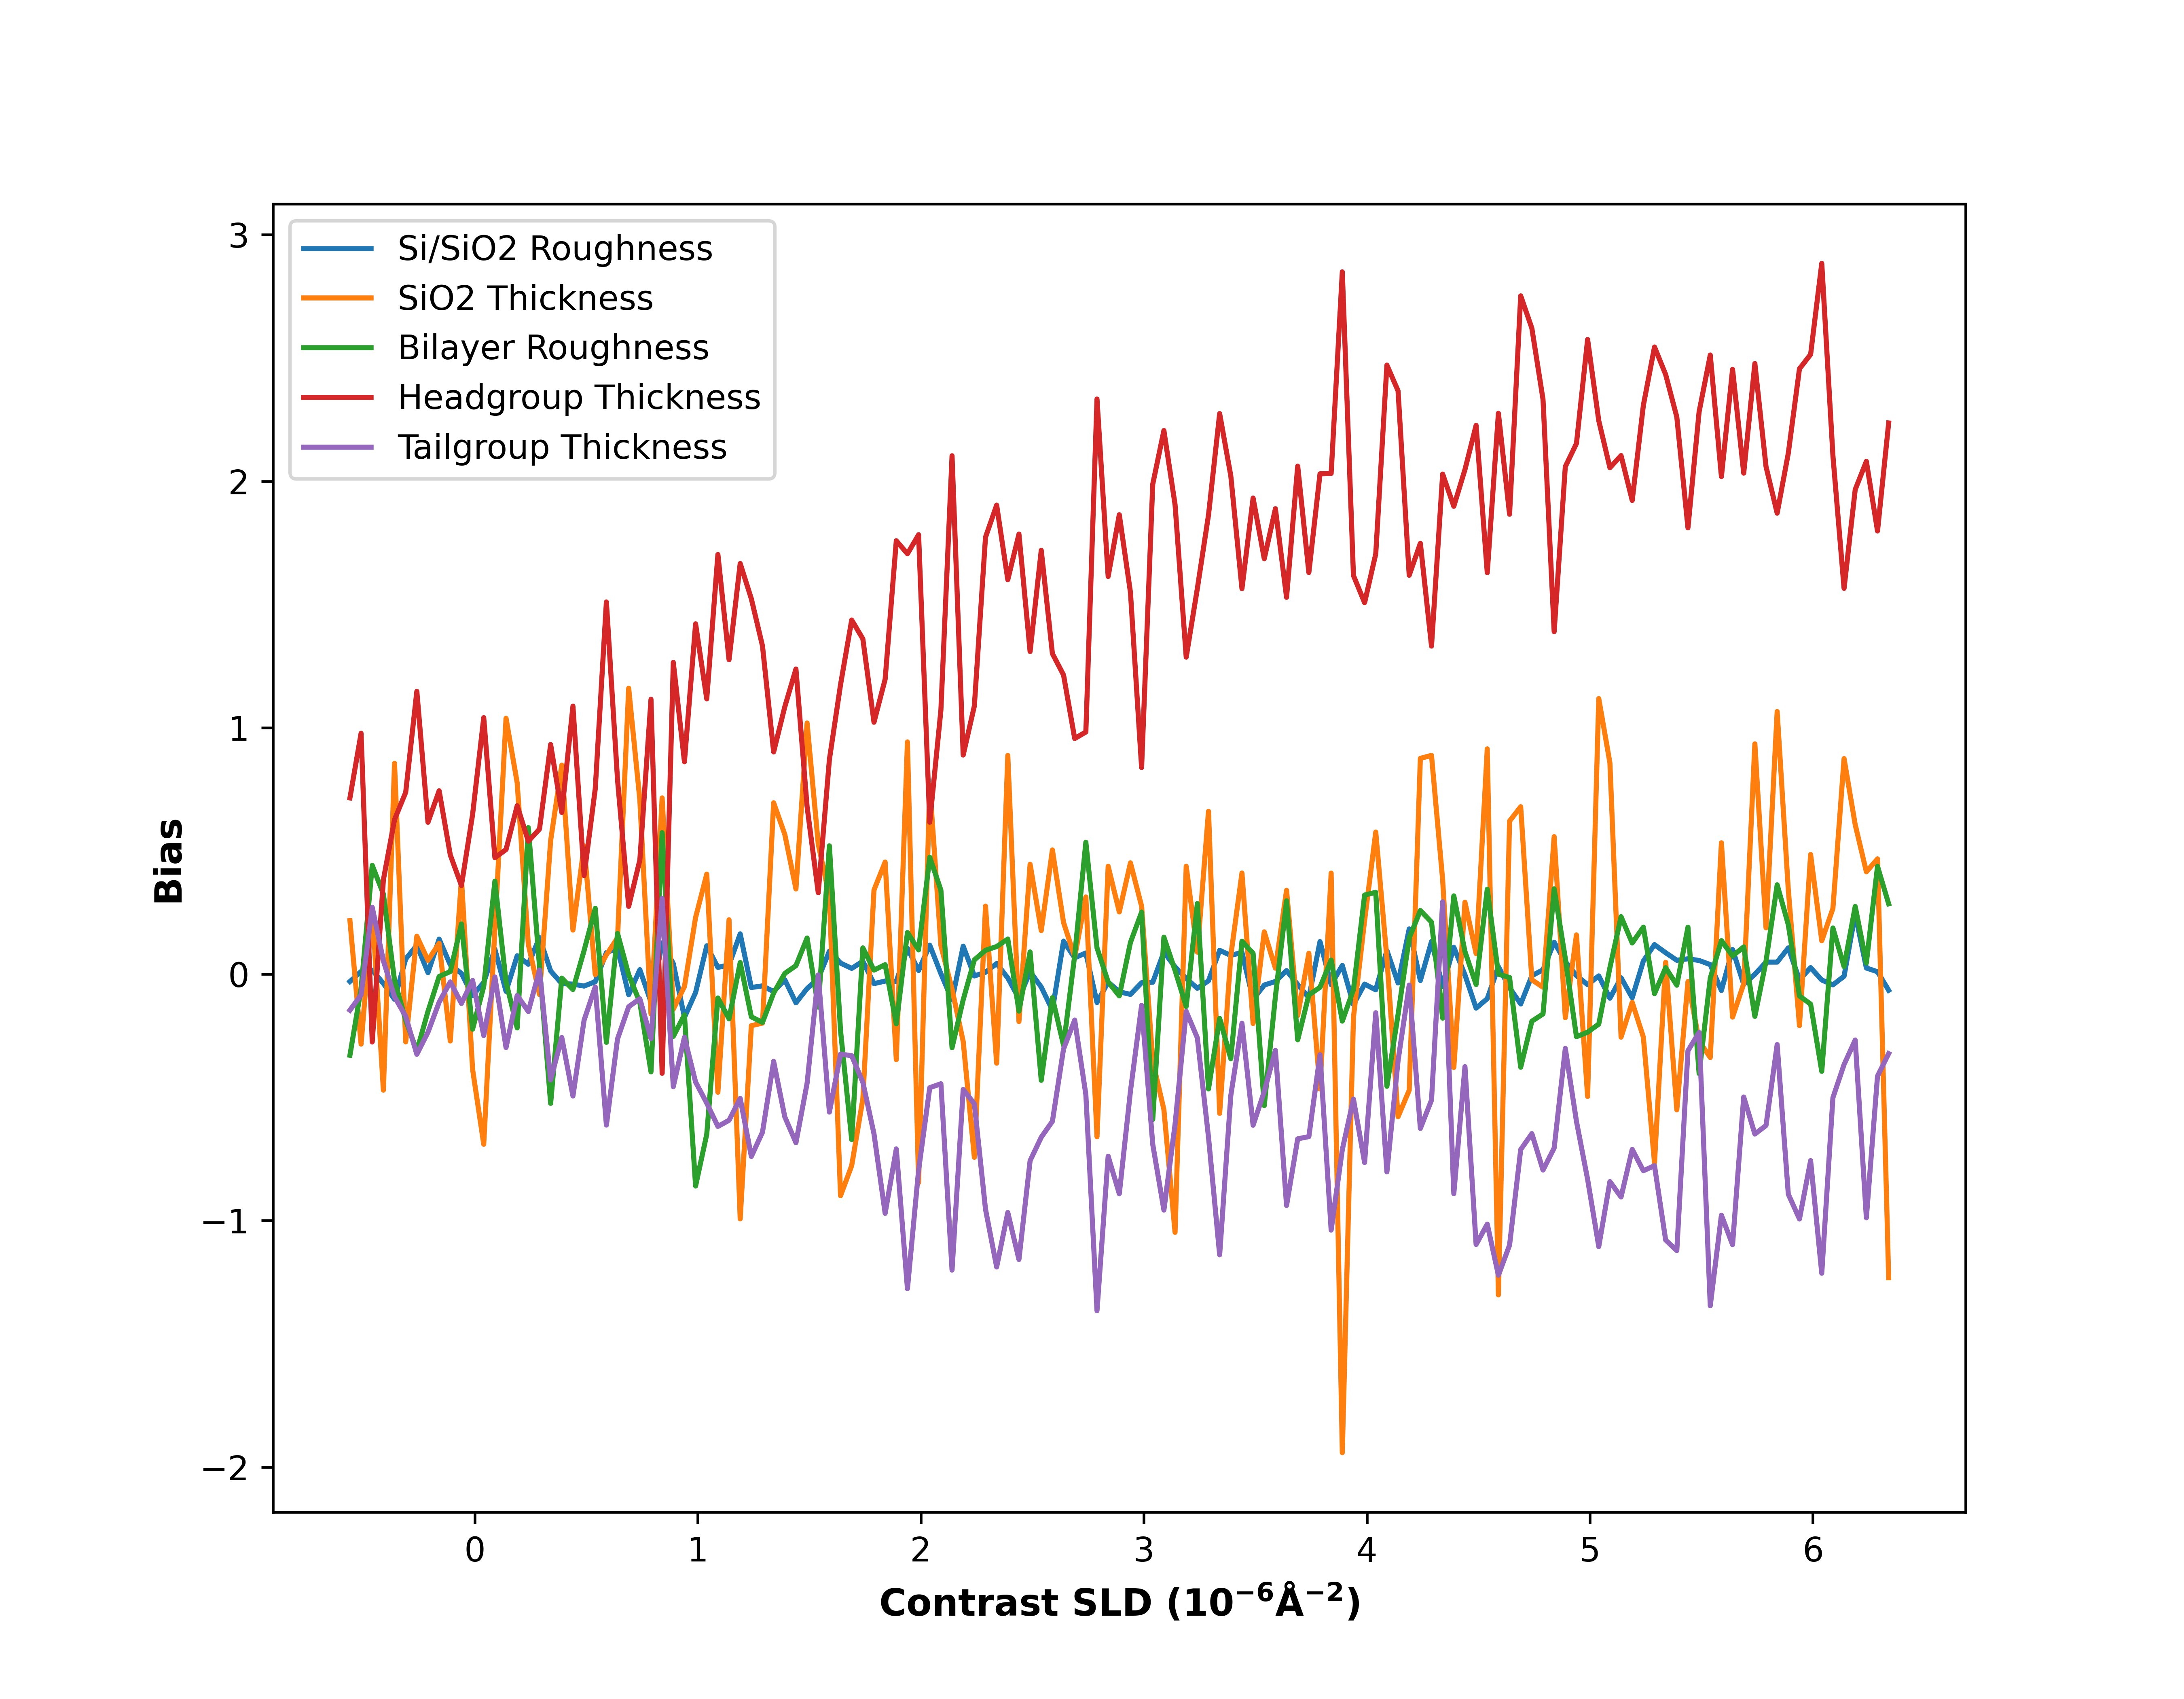 Si/SiO2 Roughness
SiO2 Thickness
Bilayer Roughness
Headgroup Thickness
Tailgroup Thickness
3
2
1
0
−1
−2
Bias
0 1 2 3 4 5 6
Contrast SLD (10⁻⁶Å⁻²)